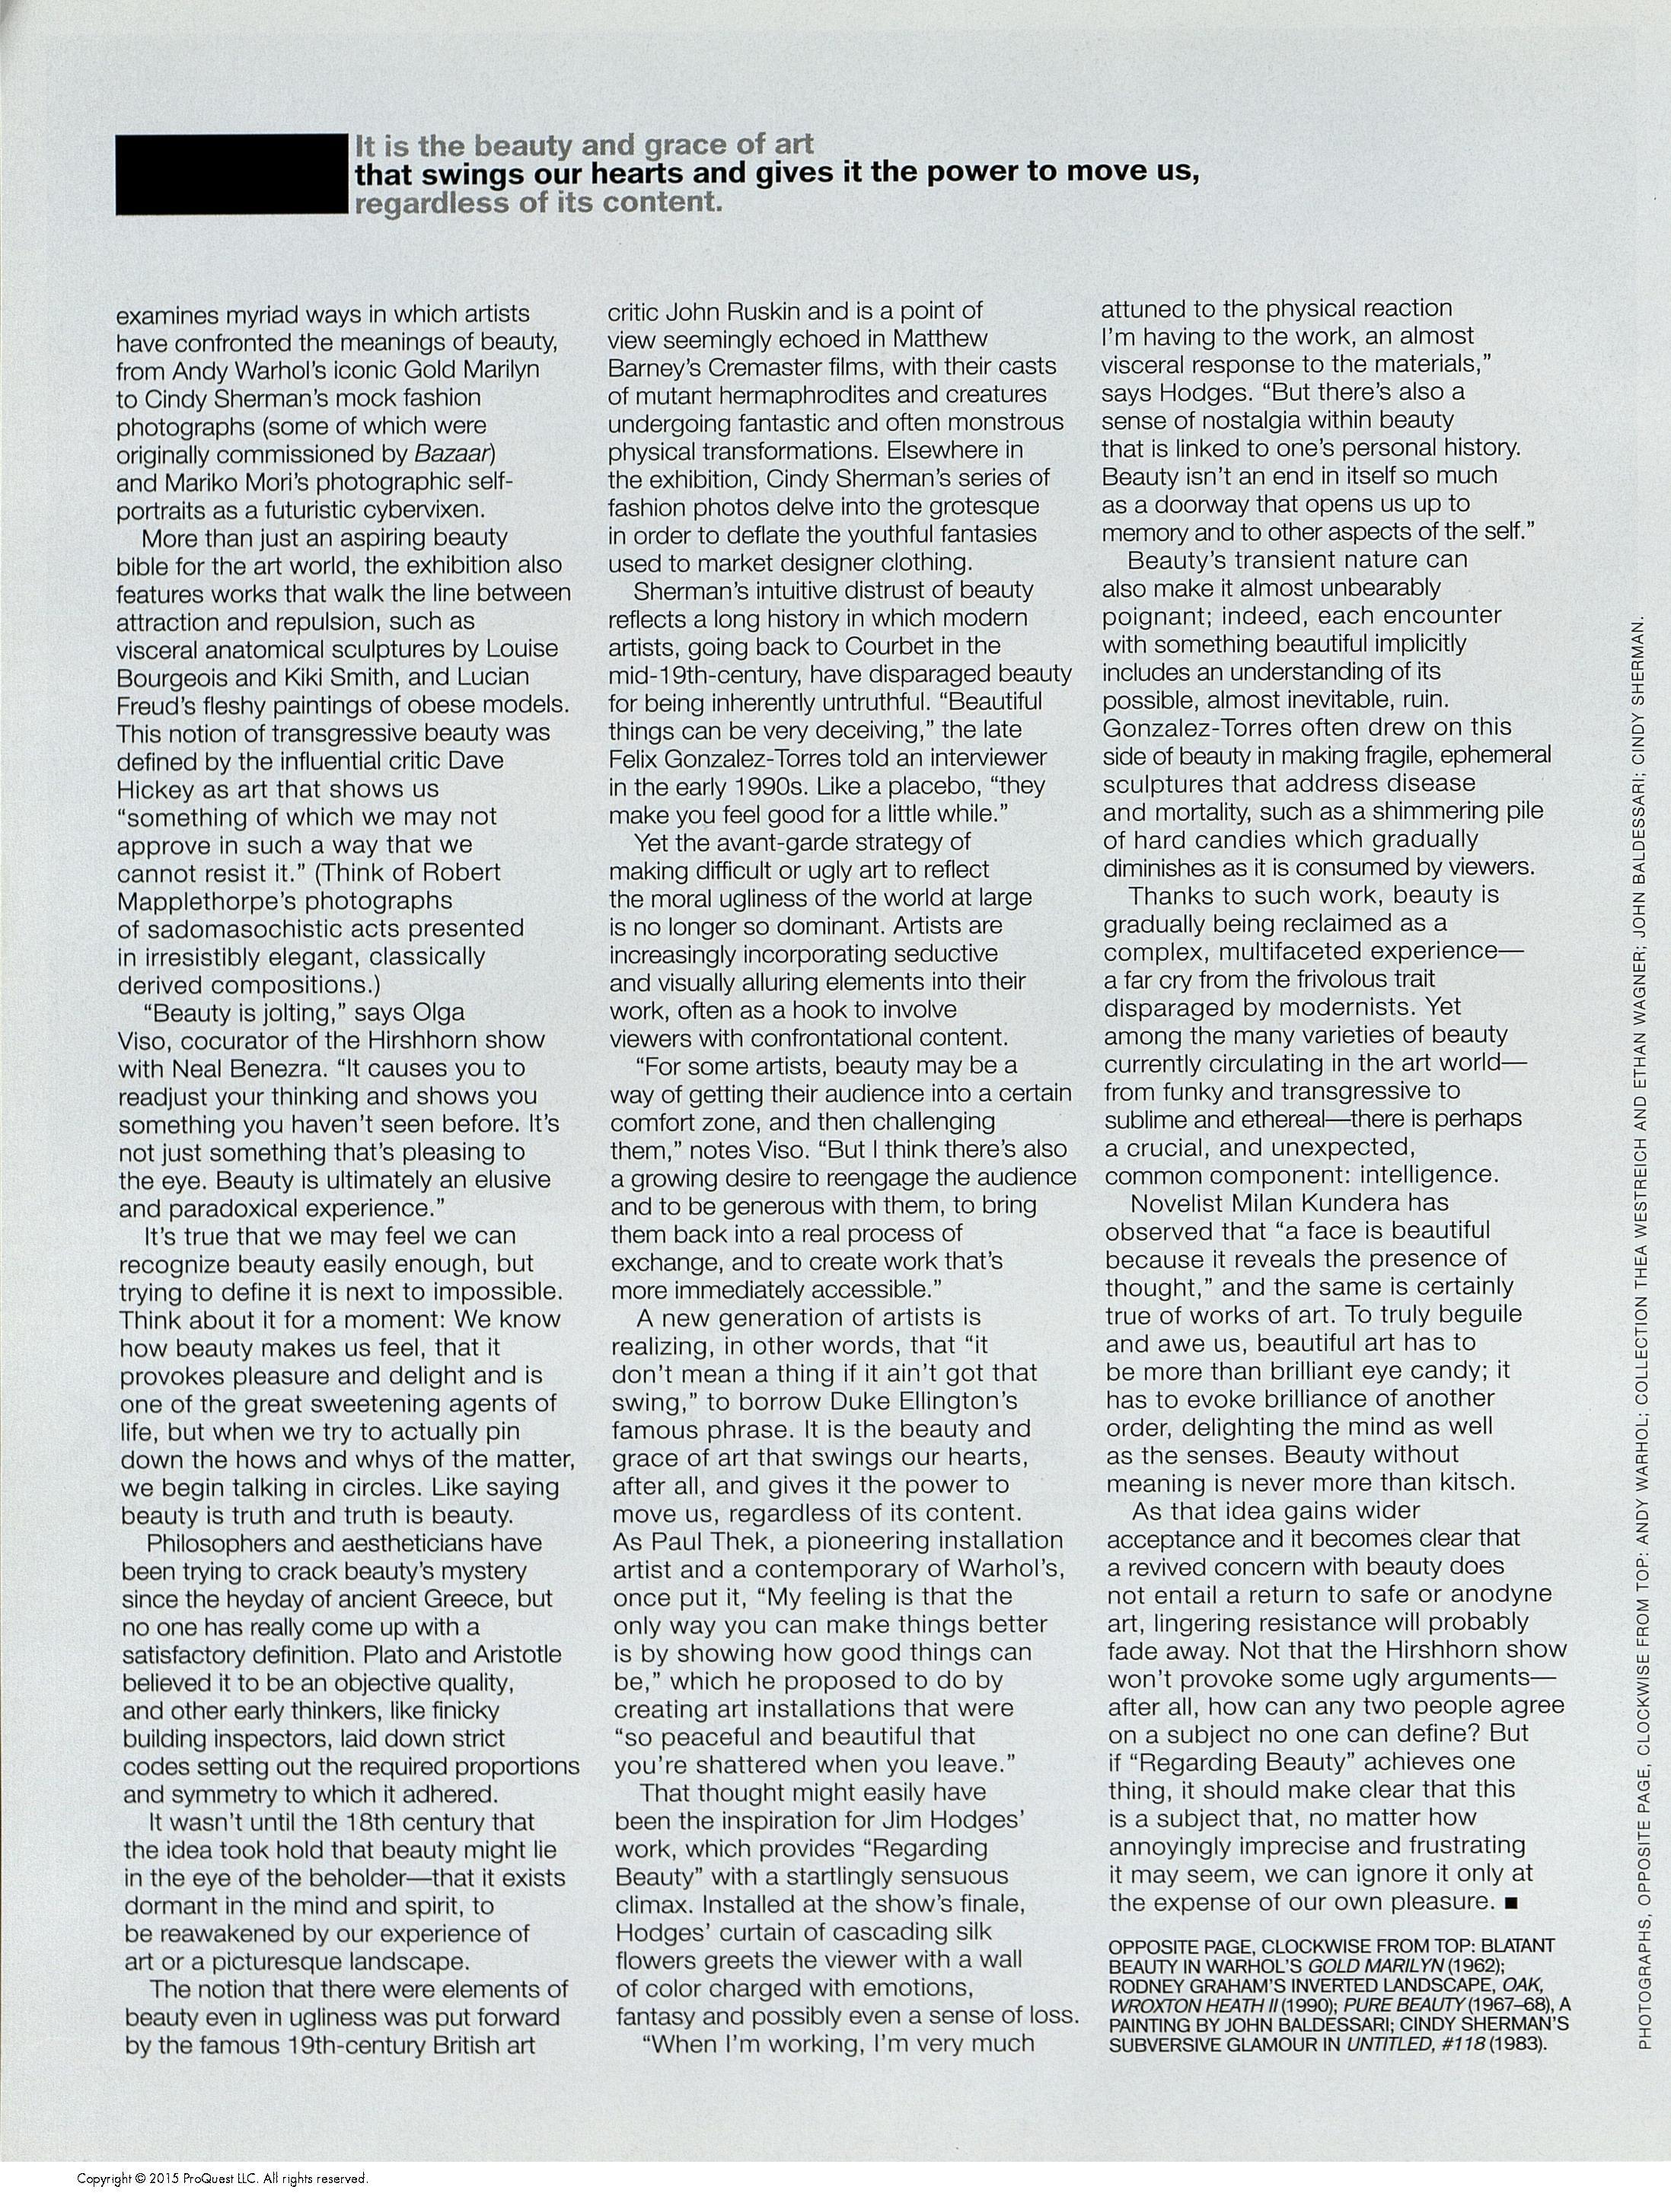 It is the beauty and grace of art
that swings our hearts and gives it the power to move us,
regardless of its content.
examines myriad ways in which artists
have confronted the meanings of beauty,
from Andy Warhol's iconic Gold Marilyn
to Cindy Sherman's mock fashion
photographs (some of which were
originally commissioned by Bazaar)
and Mariko Mori's photographic self-
portraits as a futuristic cybervixen.
More than just an aspiring beauty
bible for the art world, the exhibition also
features works that walk the line between
attraction and repulsion, such as
visceral anatomical sculptures by Louise
Bourgeois and Kiki Smith, and Lucian
Freud's fleshy paintings of obese models.
This notion of transgressive beauty was
defined by the influential critic Dave
Hickey as art that shows us
“something of which we may not
approve in such a way that we
cannot resist it.” (Think of Robert
Mapplethorpe's photographs
of sadomasochistic acts presented
in irresistibly elegant, classically
derived compositions.)
“Beauty is jolting,” says Olga
Viso, cocurator of the Hirshhorn show
with Neal Benezra. “It causes you to
readjust your thinking and shows you
something you haven't seen before. It's
not just something that's pleasing to
the eye. Beauty is ultimately an elusive
and paradoxical experience.”
It's true that we may feel we can
recognize beauty easily enough, but
trying to define it is next to impossible.
Think about it for a moment: We know
how beauty makes us feel, that it
provokes pleasure and delight and is
one of the great sweetening agents of
life, but when we try to actually pin
down the hows and whys of the matter,
we begin talking in circles. Like saying
beauty is truth and truth is beauty.
Philosophers and aestheticians have
been trying to crack beauty's mystery
since the heyday of ancient Greece, but
no one has really come up with a
satisfactory definition. Plato and Aristotle
believed it to be an objective quality,
and other early thinkers, like finicky
building inspectors, laid down strict
codes setting out the required proportions
and symmetry to which it adhered.
It wasn't until the 18th century that
the idea took hold that beauty might lie
in the eye of the beholder—that it exists
dormant in the mind and spirit, to
be reawakened by our experience of
art or a picturesque landscape.
The notion that there were elements of
beauty even in ugliness was put forward
by the famous 19th-century British art
critic John Ruskin and is a point of
view seemingly echoed in Matthew
Barney's Cremaster films, with their casts
of mutant hermaphrodites and creatures
undergoing fantastic and often monstrous
physical transformations. Elsewhere in
the exhibition, Cindy Sherman's series of
fashion photos delve into the grotesque
in order to deflate the youthful fantasies
used to market designer clothing.
Sherman's intuitive distrust of beauty
reflects a long history in which modern
artists, going back to Courbet in the
mid-19th-century, have disparaged beauty
for being inherently untruthful. “Beautiful
things can be very deceiving,” the late
Felix Gonzalez-Torres told an interviewer
in the early 1990s. Like a placebo, “they
make you feel good for a little while.”
Yet the avant-garde strategy of
making difficult or ugly art to reflect
the moral ugliness of the world at large
is no longer so dominant. Artists are
increasingly incorporating seductive
and visually alluring elements into their
work, often as a hook to involve
viewers with confrontational content.
“For some artists, beauty may be a
way of getting their audience into a certain
comfort zone, and then challenging
them,” notes Viso. “But I think there's also
a growing desire to reengage the audience
and to be generous with them, to bring
them back into a real process of
exchange, and to create work that's
more immediately accessible.”
A new generation of artists is
realizing, in other words, that “it
don't mean a thing if it ain't got that
swing,” to borrow Duke Ellington's
famous phrase. It is the beauty and
grace of art that swings our hearts,
after all, and gives it the power to
move us, regardless of its content.
As Paul Thek, a pioneering installation
artist and a contemporary of Warhol's,
once put it, “My feeling is that the
only way you can make things better
is by showing how good things can
be,” which he proposed to do by
creating art installations that were
“so peaceful and beautiful that
you're shattered when you leave.”
That thought might easily have
been the inspiration for Jim Hodges'
work, which provides “Regarding
Beauty” with a startlingly sensuous
climax. Installed at the show's finale,
Hodges' curtain of cascading silk
flowers greets the viewer with a wall
of color charged with emotions,
fantasy and possibly even a sense of loss.
“When I'm working, I'm very much
attuned to the physical reaction
I'm having to the work, an almost
visceral response to the materials,”
says Hodges. “But there's also a
sense of nostalgia within beauty
that is linked to one's personal history.
Beauty isn't an end in itself so much
as a doorway that opens us up to
memory and to other aspects of the self.”
Beauty's transient nature can
also make it almost unbearably
poignant; indeed, each encounter
with something beautiful implicitly
includes an understanding of its
possible, almost inevitable, ruin.
Gonzalez-Torres often drew on this
side of beauty in making fragile, ephemeral
sculptures that address disease
and mortality, such as a shimmering pile
of hard candies which gradually
diminishes as it is consumed by viewers.
Thanks to such work, beauty is
gradually being reclaimed as a
complex, multifaceted experience—
a far cry from the frivolous trait
disparaged by modernists. Yet
among the many varieties of beauty
currently circulating in the art world—
from funky and transgressive to
sublime and ethereal—there is perhaps
a crucial, and unexpected,
common component: intelligence.
Novelist Milan Kundera has
observed that “a face is beautiful
because it reveals the presence of
thought,” and the same is certainly
true of works of art. To truly beguile
and awe us, beautiful art has to
be more than brilliant eye candy; it
has to evoke brilliance of another
order, delighting the mind as well
as the senses. Beauty without
meaning is never more than kitsch.
As that idea gains wider
acceptance and it becomes clear that
a revived concern with beauty does
not entail a return to safe or anodyne
art, lingering resistance will probably
fade away. Not that the Hirshhorn show
won't provoke some ugly arguments—
after all, how can any two people agree
on a subject no one can define? But
if “Regarding Beauty” achieves one
thing, it should make clear that this
is a subject that, no matter how
annoyingly imprecise and frustrating
it may seem, we can ignore it only at
the expense of our own pleasure. ■
OPPOSITE PAGE, CLOCKWISE FROM TOP: BLATANT
BEAUTY IN WARHOL'S GOLD MARILYN (1962);
RODNEY GRAHAM'S INVERTED LANDSCAPE, OAK,
WROXTON HEATH II (1990); PURE BEAUTY (1967–68), A
PAINTING BY JOHN BALDESSARI; CINDY SHERMAN'S
SUBVERSIVE GLAMOUR IN UNTITLED, #118 (1983).
PHOTOGRAPHS, OPPOSITE PAGE, CLOCKWISE FROM TOP: ANDY WARHOL; COLLECTION THEA WESTREICH AND ETHAN WAGNER; JOHN BALDESSARI; CINDY SHERMAN.
Copyright © 2015 ProQuest LLC. All rights reserved.